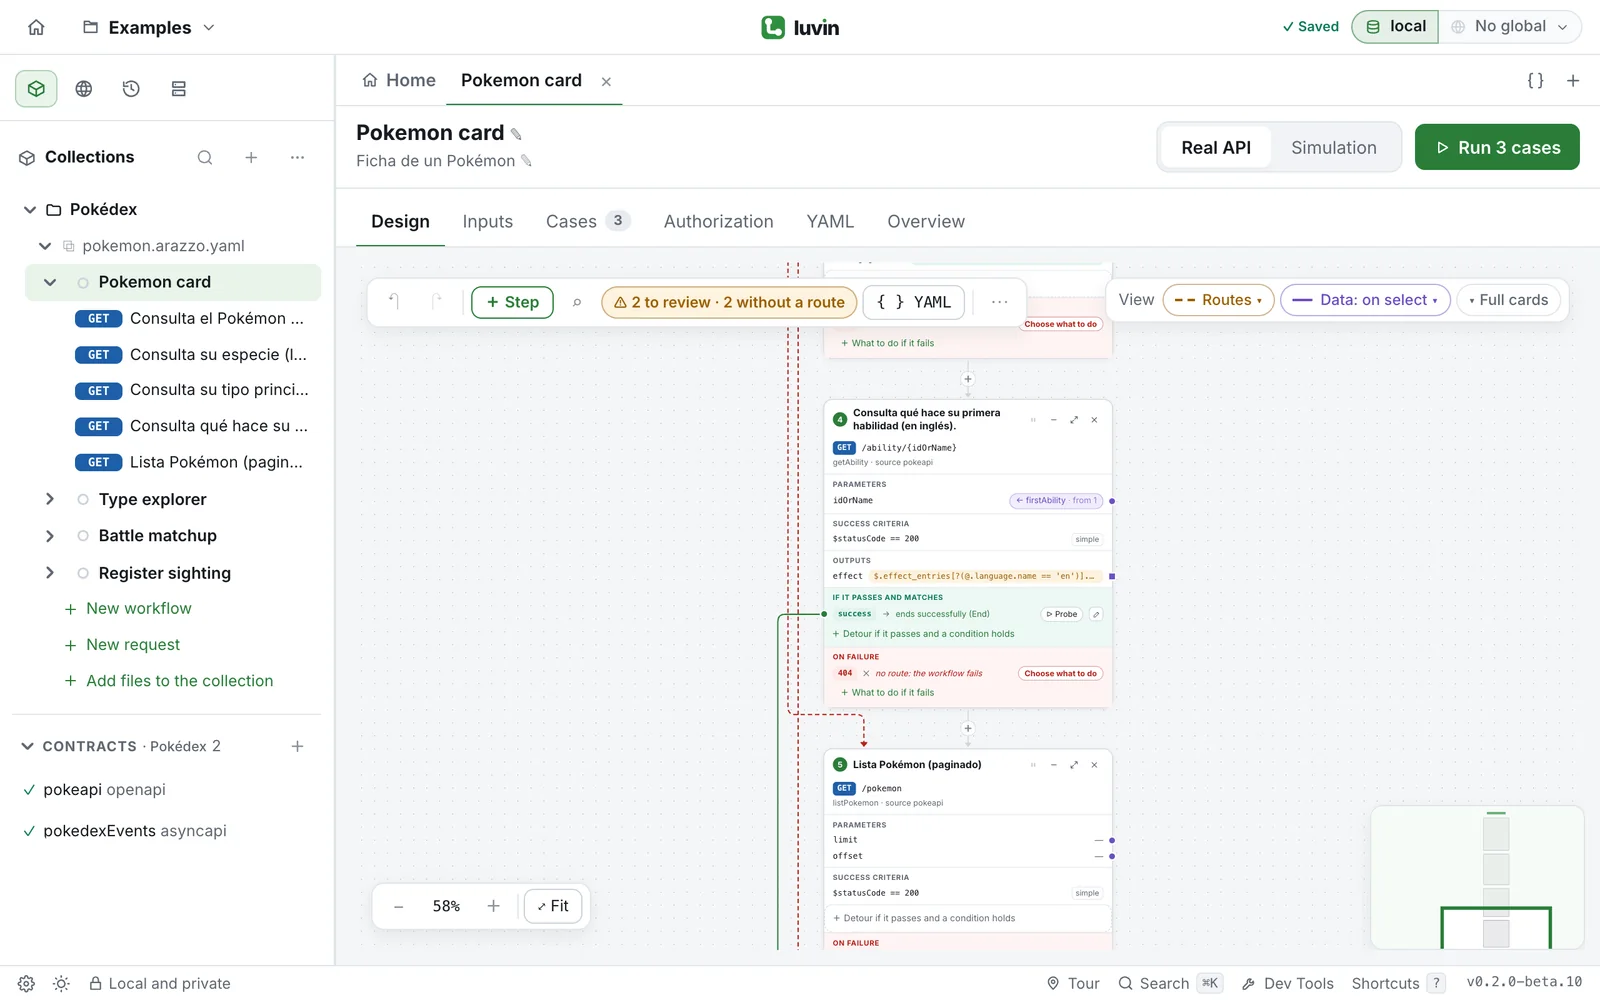 Examples
luvin
Saved
local
No global
Home
Pokemon card
Pokemon card
Ficha de un Pokémon
Real API
Simulation
Run 3 cases
Collections
Pokédex
pokemon.arazzo.yaml
Pokemon card
GET Consulta el Pokémon ...
GET Consulta su especie (l...
GET Consulta su tipo princi...
GET Consulta qué hace su ...
GET Lista Pokémon (pagin...
Type explorer
Battle matchup
Register sighting
+ New workflow
+ New request
+ Add files to the collection
CONTRACTS · Pokédex 2
pokeapi openapi
pokedexEvents asyncapi
Design
Inputs
Cases 3
Authorization
YAML
Overview
+ Step
2 to review · 2 without a route
{ } YAML
...
View
Routes
Data: on select
Full cards
Choose what to do
+ What to do if it fails
4 Consulta qué hace su primera
habilidad (en inglés).
GET /ability/{idOrName}
getAbility · source pokeapi
PARAMETERS
idOrName
← firstAbility · from 1
SUCCESS CRITERIA
$statusCode == 200
simple
OUTPUTS
effect $.effect_entries[?(@.language.name == 'en')]....
IF IT PASSES AND MATCHES
success → ends successfully (End)
Probe
+ Detour if it passes and a condition holds
ON FAILURE
404 × no route: the workflow fails
Choose what to do
+ What to do if it fails
5 Lista Pokémon (paginado)
GET /pokemon
listPokemon · source pokeapi
PARAMETERS
limit —
offset —
SUCCESS CRITERIA
$statusCode == 200
simple
+ Detour if it passes and a condition holds
ON FAILURE
− 58% +
Fit
Local and private
Tour
Search ⌘K
Dev Tools
Shortcuts ?
v0.2.0-beta.10